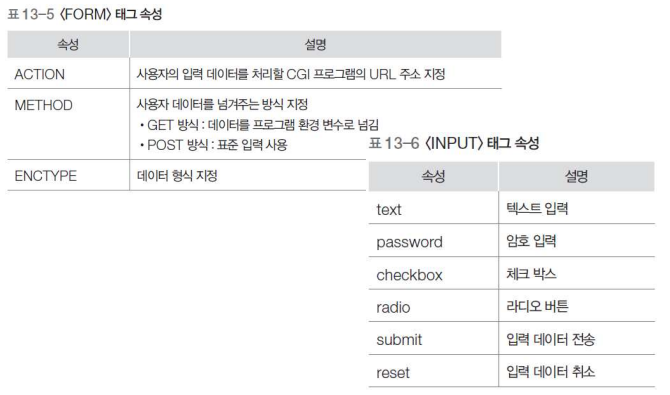 표 13-5 〈FORM〉 태그 속성
속성 설명
ACTION 사용자의 입력 데이터를 처리할 CGI 프로그램의 URL 주소 지정
METHOD 사용자 데이터를 넘겨주는 방식 지정
• GET 방식 : 데이터를 프로그램 환경 변수로 넘김
• POST 방식 : 표준 입력 사용
ENCTYPE 데이터 형식 지정
표 13-6 〈INPUT〉 태그 속성
속성 설명
text 텍스트 입력
password 암호 입력
checkbox 체크 박스
radio 라디오 버튼
submit 입력 데이터 전송
reset 입력 데이터 취소